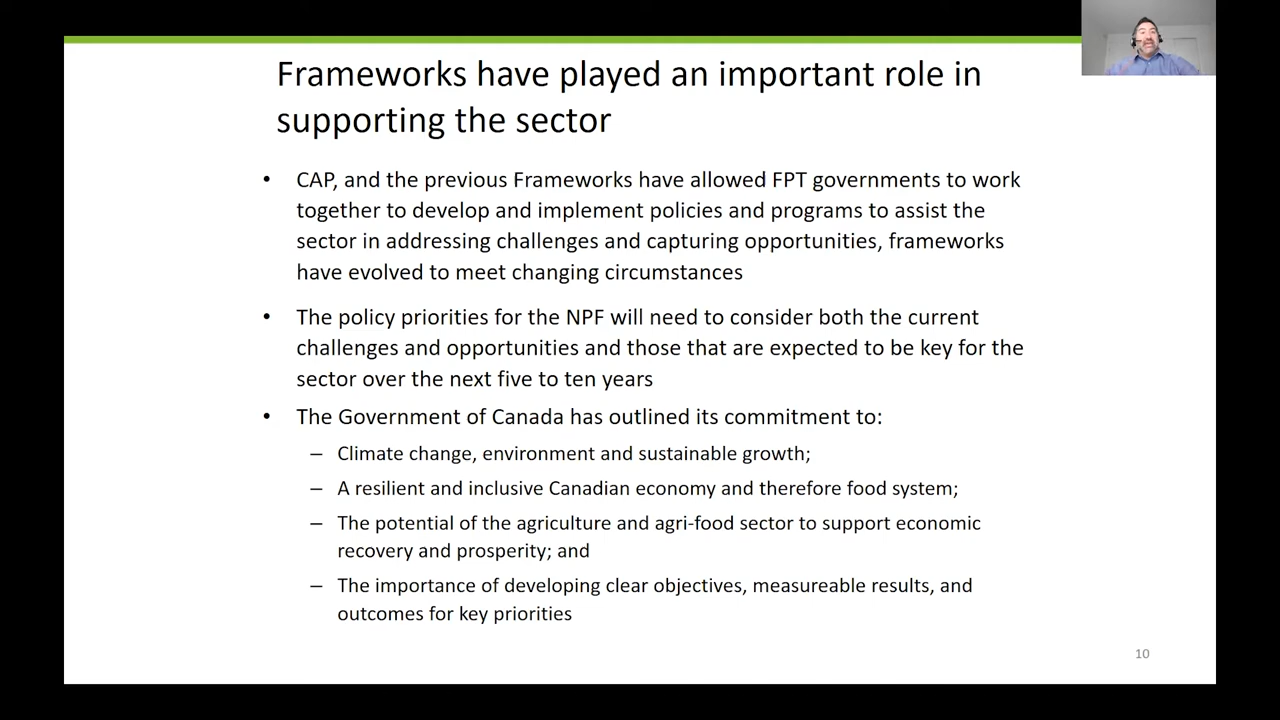 Frameworks have played an important role in
supporting the sector
• CAP, and the previous Frameworks have allowed FPT governments to work
together to develop and implement policies and programs to assist the
sector in addressing challenges and capturing opportunities, frameworks
have evolved to meet changing circumstances
• The policy priorities for the NPF will need to consider both the current
challenges and opportunities and those that are expected to be key for the
sector over the next five to ten years
• The Government of Canada has outlined its commitment to:
– Climate change, environment and sustainable growth;
– A resilient and inclusive Canadian economy and therefore food system;
– The potential of the agriculture and agri-food sector to support economic
recovery and prosperity; and
– The importance of developing clear objectives, measureable results, and
outcomes for key priorities
10